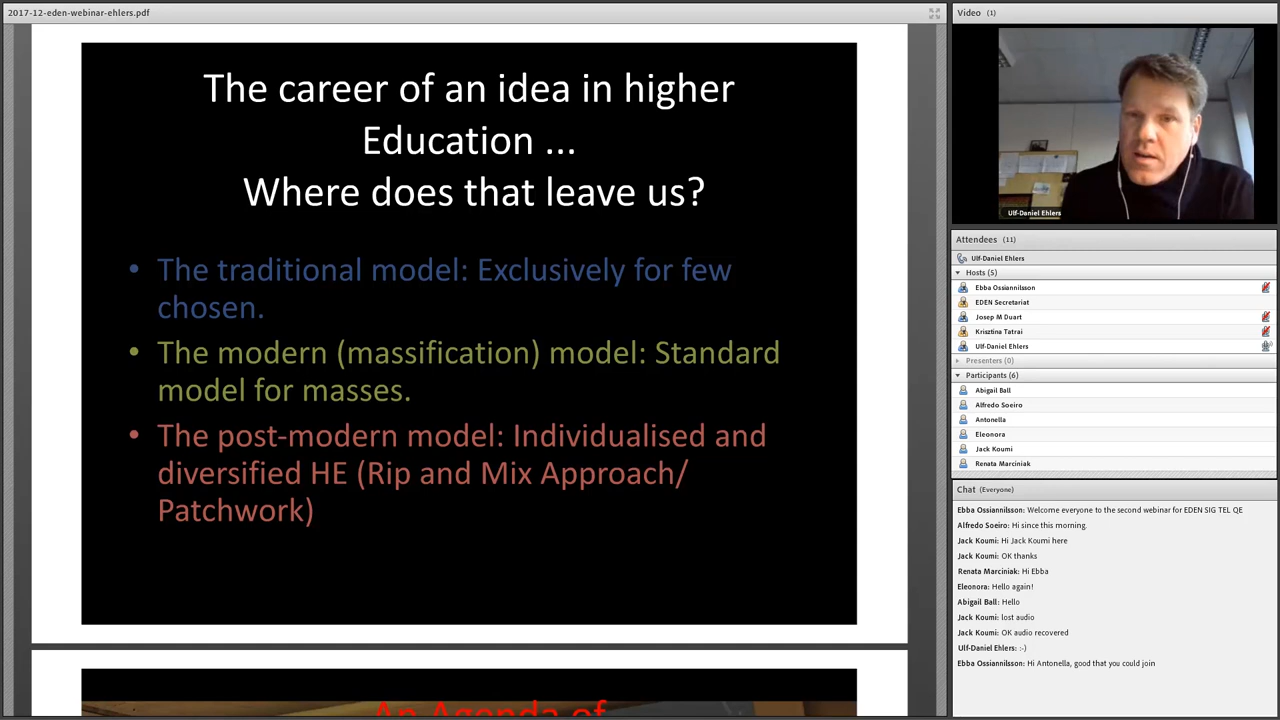 2017-12-eden-webinar-ehlers.pdf
The career of an idea in higher
Education ...
Where does that leave us?
• The traditional model: Exclusively for few
chosen.
• The modern (massification) model: Standard
model for masses.
• The post-modern model: Individualised and
diversified HE (Rip and Mix Approach/
Patchwork)
An Agenda of
Video (1)
Ulf-Daniel Ehlers
Attendees (11)
Ulf-Daniel Ehlers
Hosts (5)
Ebba Ossiannilsson
EDEN Secretariat
Josep M Duart
Krisztina Tatrai
Ulf-Daniel Ehlers
Presenters (0)
Participants (6)
Abigail Ball
Alfredo Soeiro
Antonella
Eleonora
Jack Koumi
Renata Marciniak
Chat (Everyone)
Ebba Ossiannilsson: Welcome everyone to the second webinar for EDEN SIG TEL QE
Alfredo Soeiro: Hi since this morning.
Jack Koumi: Hi Jack Koumi here
Jack Koumi: OK thanks
Renata Marciniak: Hi Ebba
Eleonora: Hello again!
Abigail Ball: Hello
Jack Koumi: lost audio
Jack Koumi: OK audio recovered
Ulf-Daniel Ehlers: :-)
Ebba Ossiannilsson: Hi Antonella, good that you could join